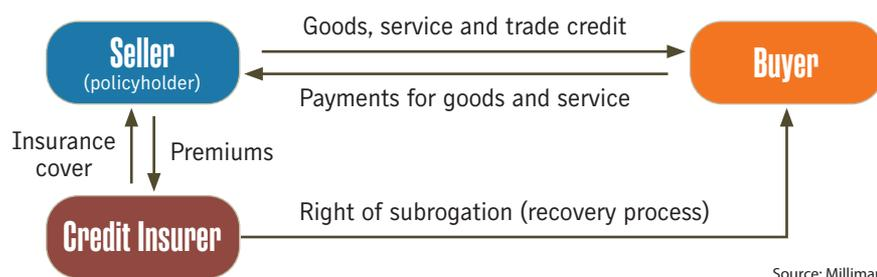 Goods, service and trade credit
Seller
(policyholder)
Buyer
Payments for goods and service
Insurance
cover
Premiums
Right of subrogation (recovery process)
Credit Insurer
Source: